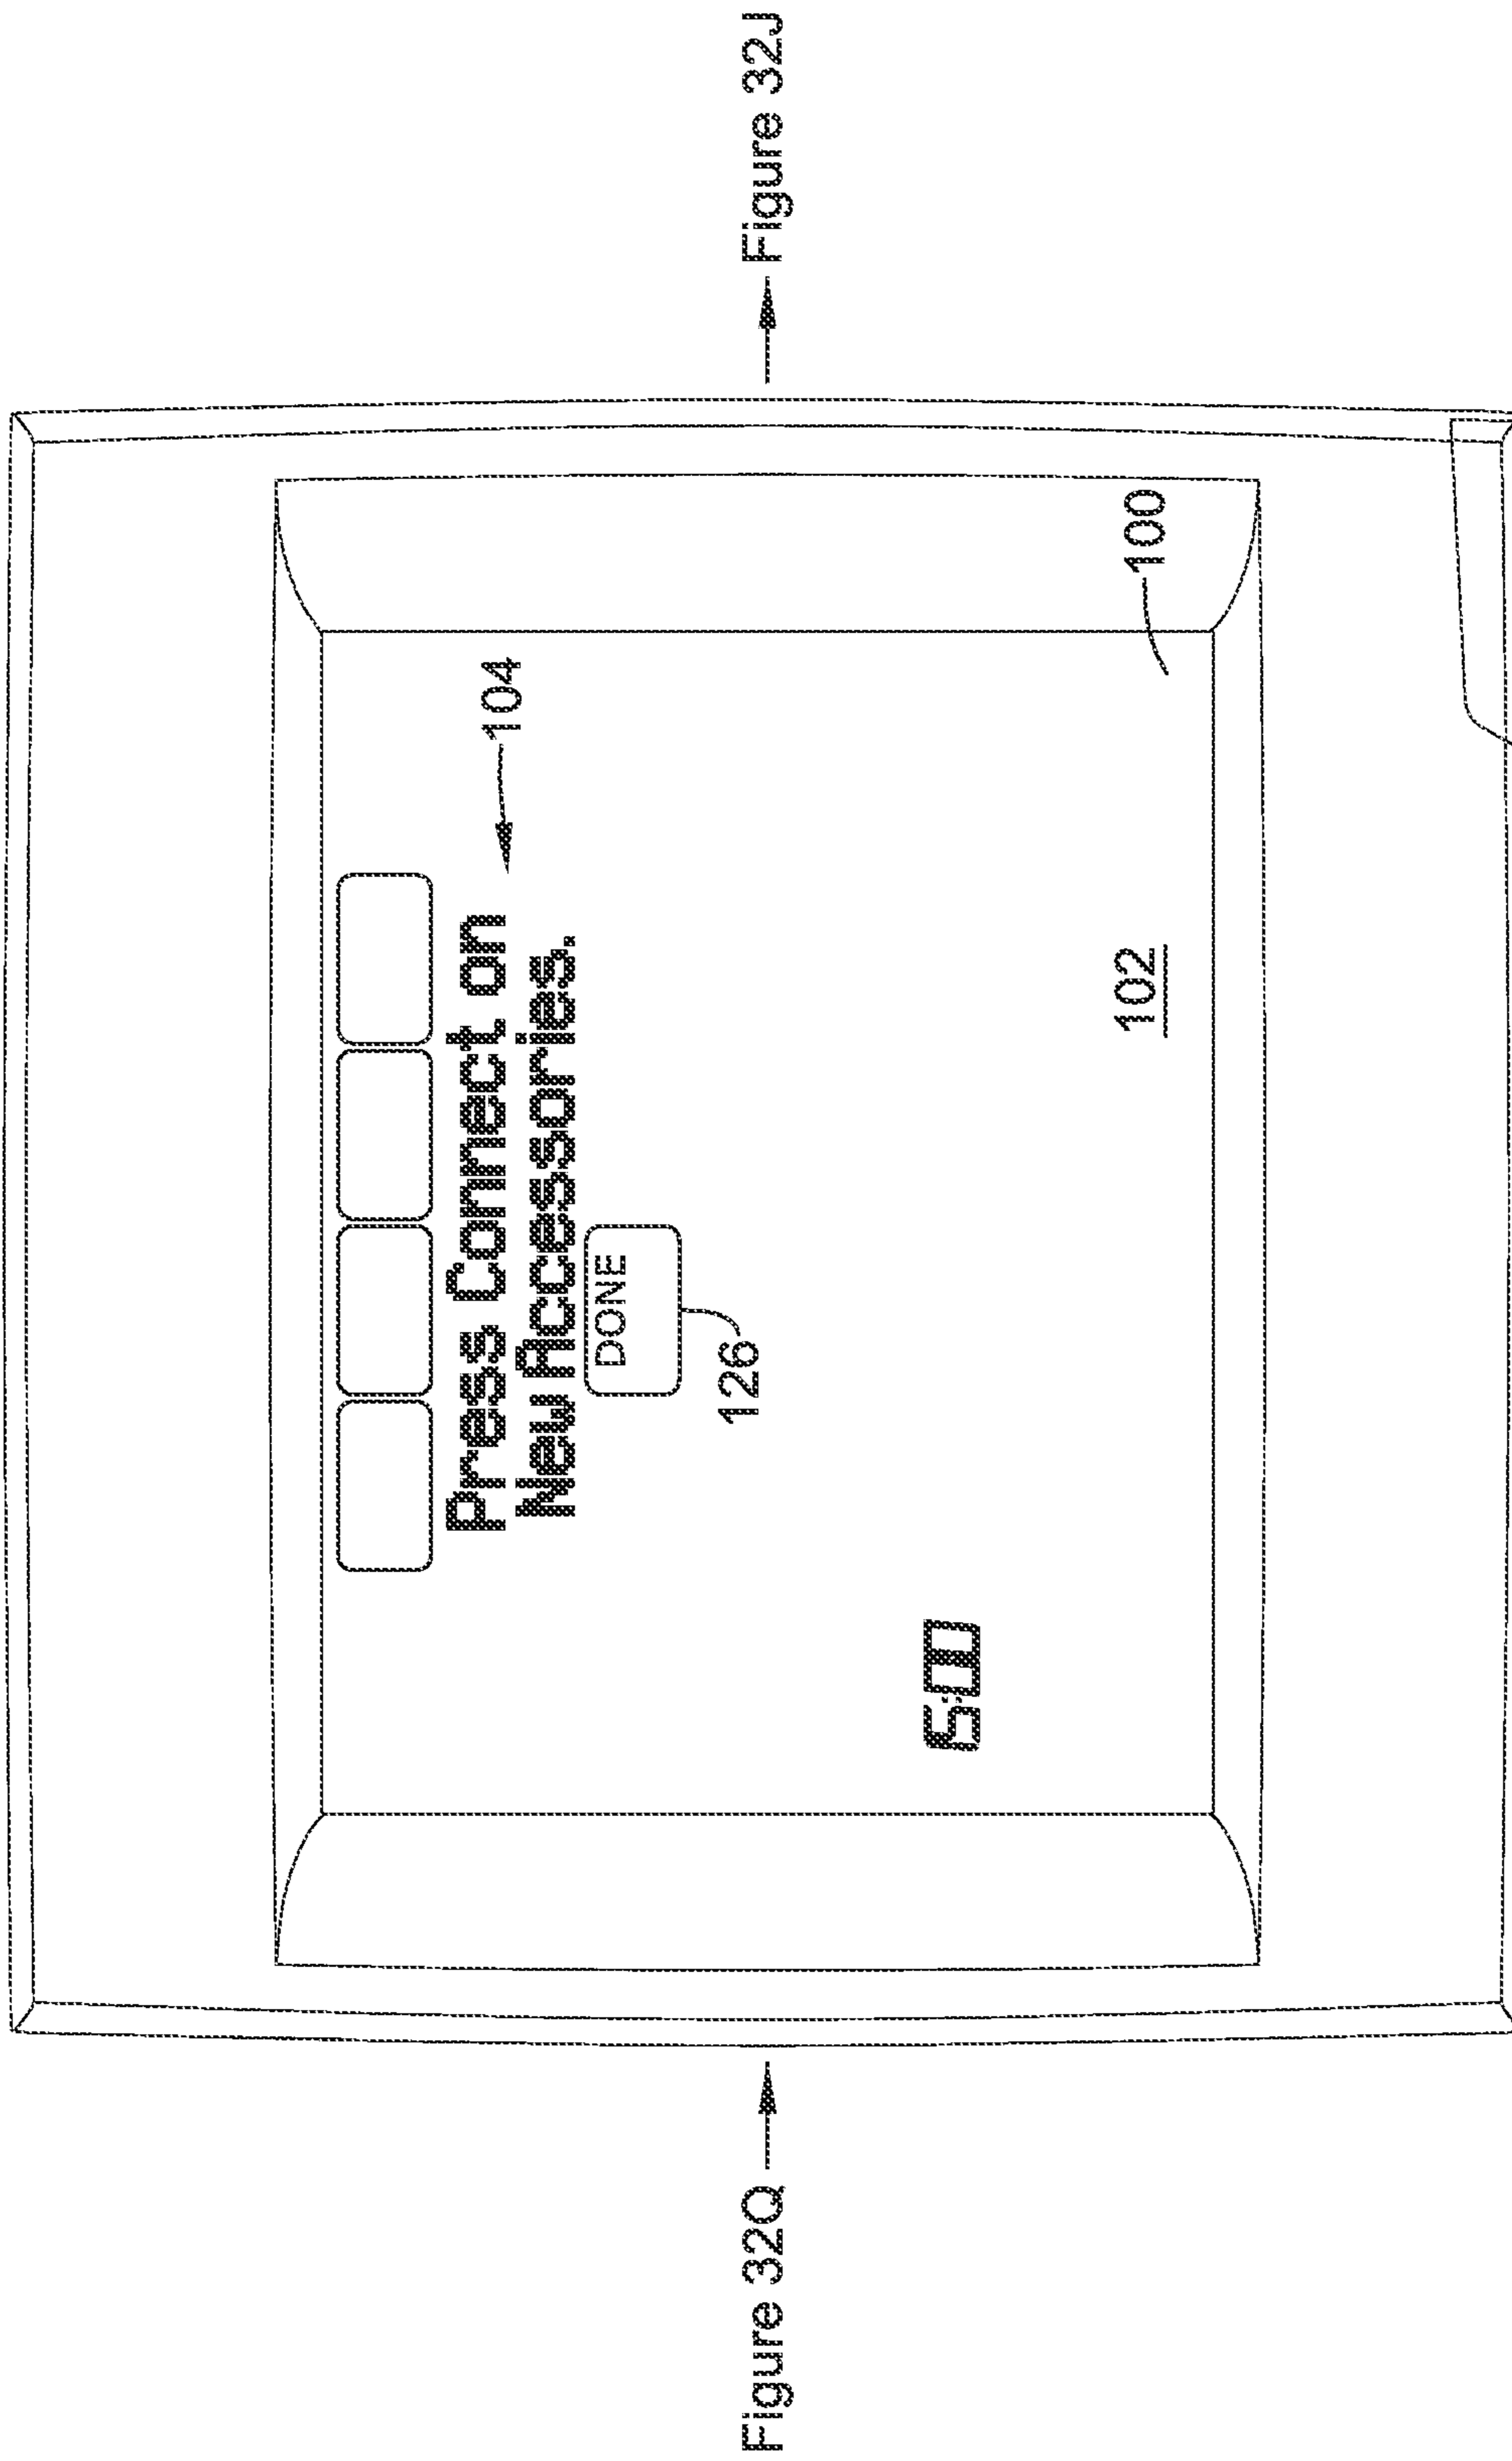 Press Connect on
104
New Accessories.
DONE
126
Figure 32Q
Figure 32J
5:00
102
100